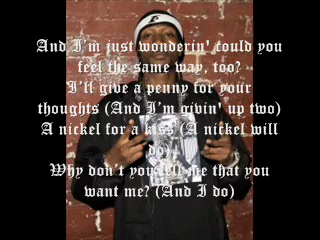 And I'm just wonderin' could you
feel the same way, too?
I'll give a penny for your
thoughts (And I'm givin' up two)
A nickel for a kiss (A nickel will
do)
Why don't you tell me that you
want me? (And I do)